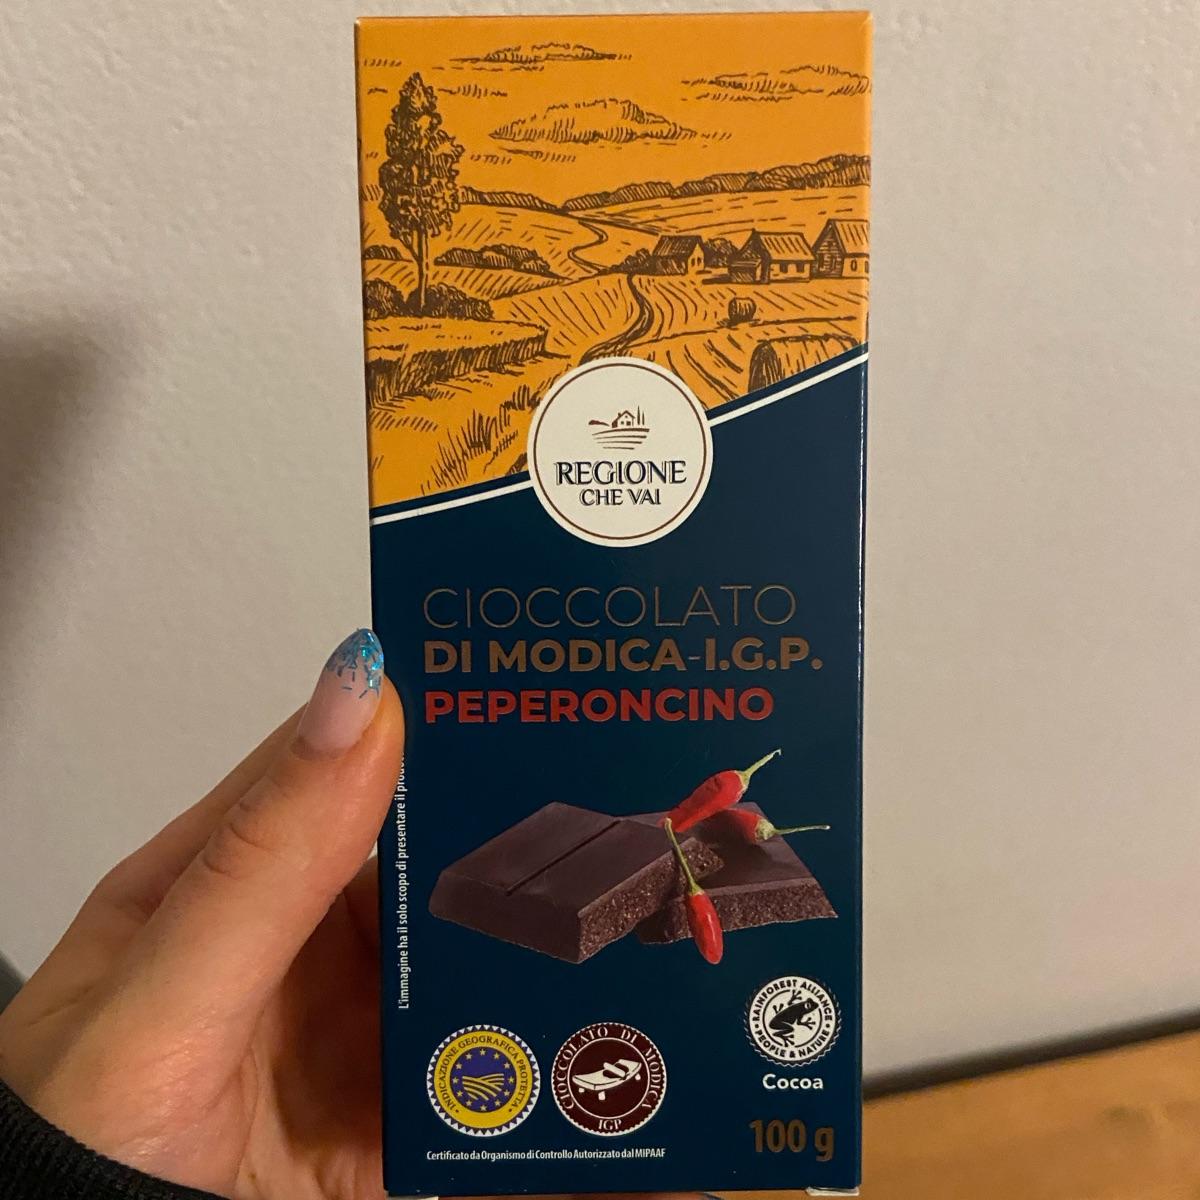 REGIONE
CHE VAI
CIOCCOLATO
DI MODICA-I.G.P.
PEPERONCINO
L'immagine ha il solo scopo di presentare il
INDICAZIONE GEOGRAFICA PROTETTA
CIOCCOLATO DI MODICA
IGP
RAINFOREST ALLIANCE
PEOPLE & NATURE
Cocoa
Certificato da Organismo di Controllo Autorizzato dal MIPAAF
100 g